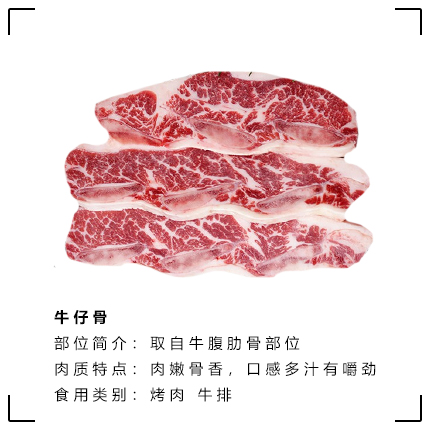 牛仔骨
部位简介：取自牛腹肋骨部位
肉质特点：肉嫩骨香，口感多汁有嚼劲
食用类别：烤肉 牛排